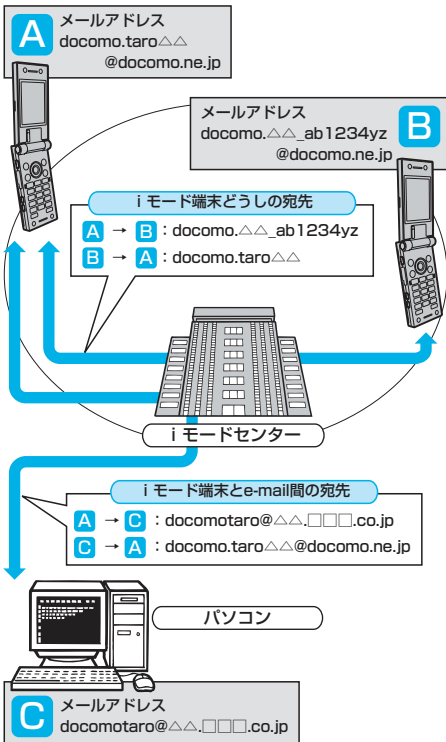 A メールアドレス
docomo.taro△△
@docomo.ne.jp
メールアドレス B
docomo.△△_ab1234yz
@docomo.ne.jp
iモード端末どうしの宛先
A → B：docomo.△△_ab1234yz
B → A：docomo.taro△△
iモードセンター
iモード端末とe-mail間の宛先
A → C：docomotaro@△△.□□□.co.jp
C → A：docomo.taro△△@docomo.ne.jp
パソコン
C メールアドレス
docomotaro@△△.□□□.co.jp